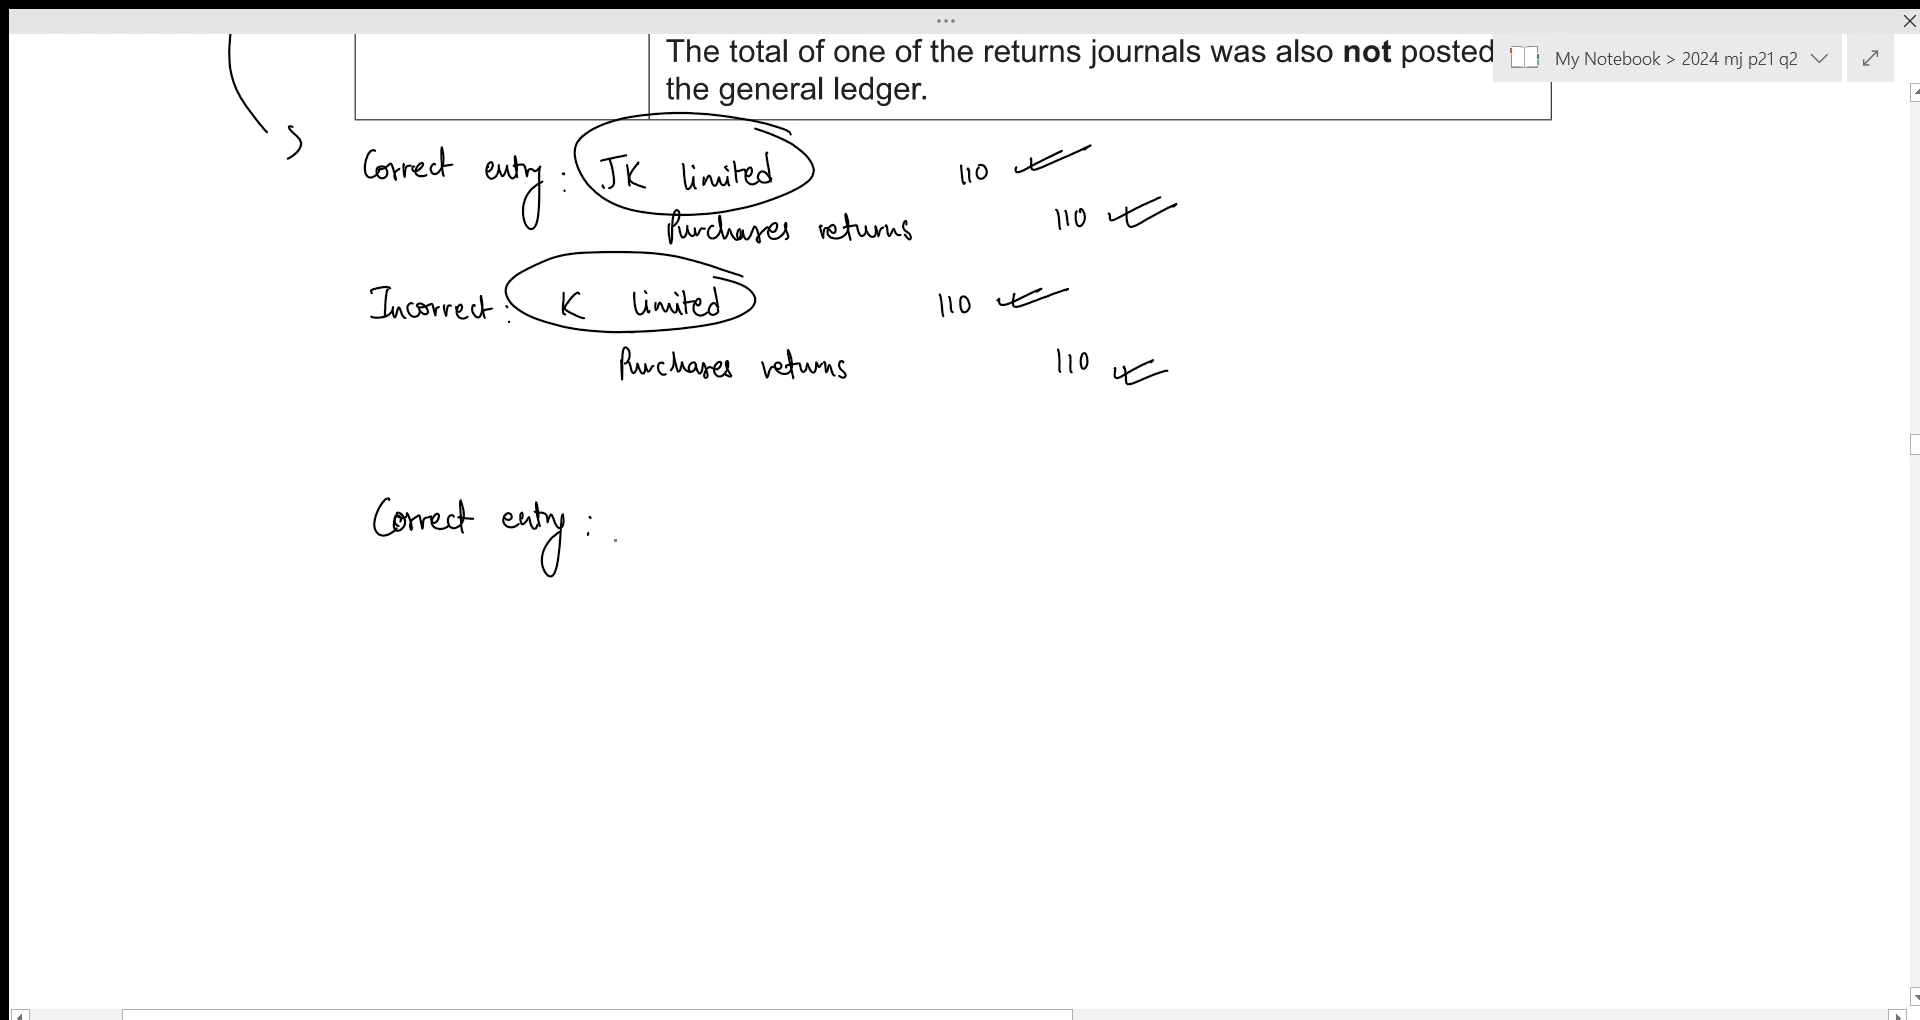 The total of one of the returns journals was also not posted
the general ledger.
My Notebook > 2024 mj p21 q2
Correct entry : JK limited 110
Purchases returns 110
Incorrect : K limited 110
Purchases returns 110
Correct entry :